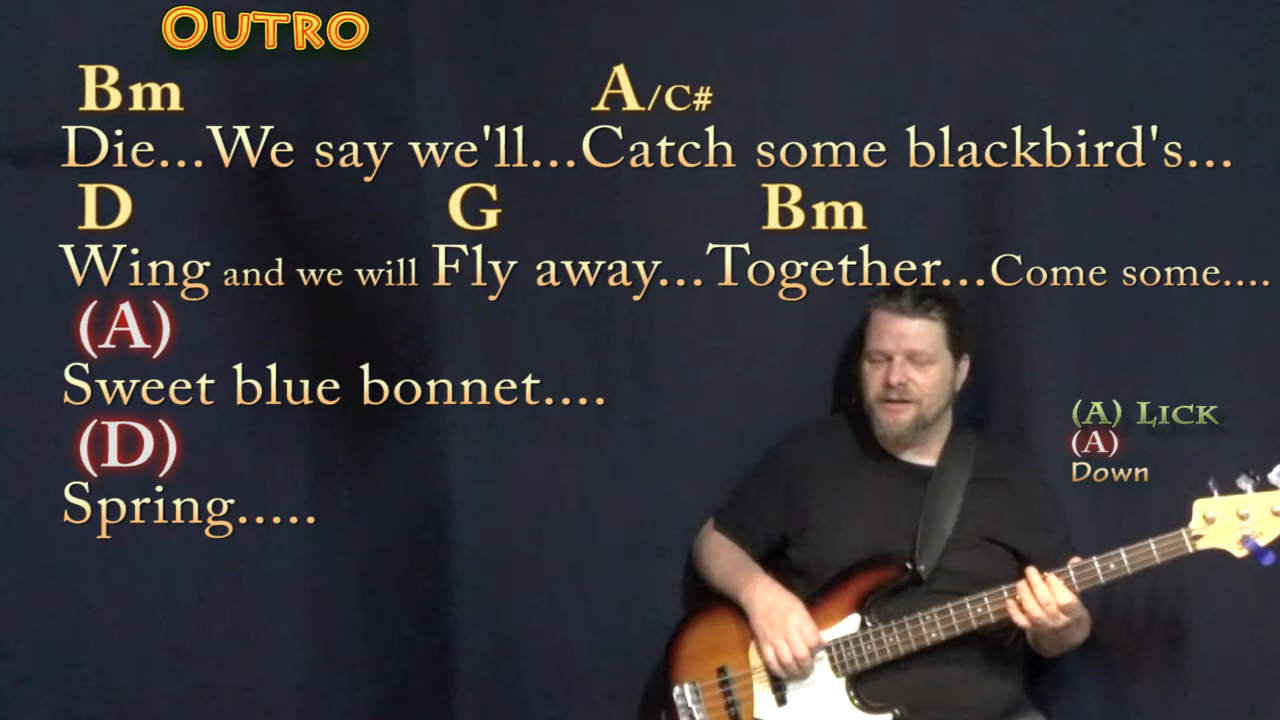 OUTRO
Bm A/C#
Die...We say we'll...Catch some blackbird's...
D G Bm
Wing and we will Fly away...Together...Come some....
(A)
Sweet blue bonnet....
(A) LICK
(D)
(A)
Down
Spring.....